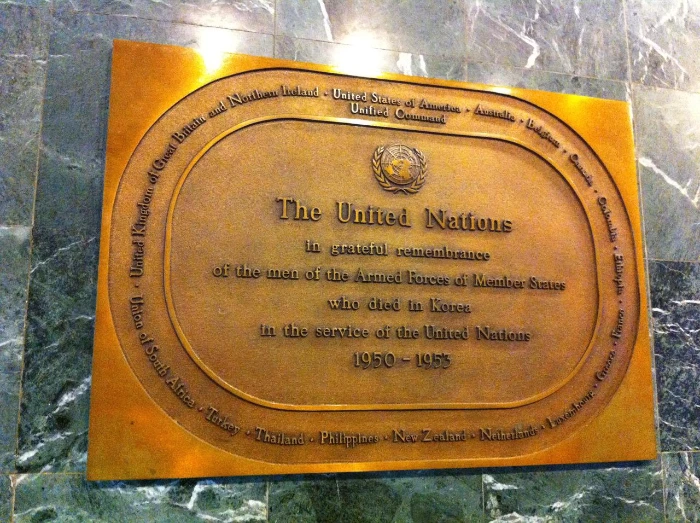 United States of America · Australia · Belgium · Canada · Colombia · Ethiopia · France · Greece · Luxembourg · Netherlands · New Zealand · Philippines · Thailand · Turkey · Union of South Africa · United Kingdom of Great Britain and Northern Ireland ·
Unified Command
The United Nations
in grateful remembrance
of the men of the Armed Forces of Member States
who died in Korea
in the service of the United Nations
1950 - 1953